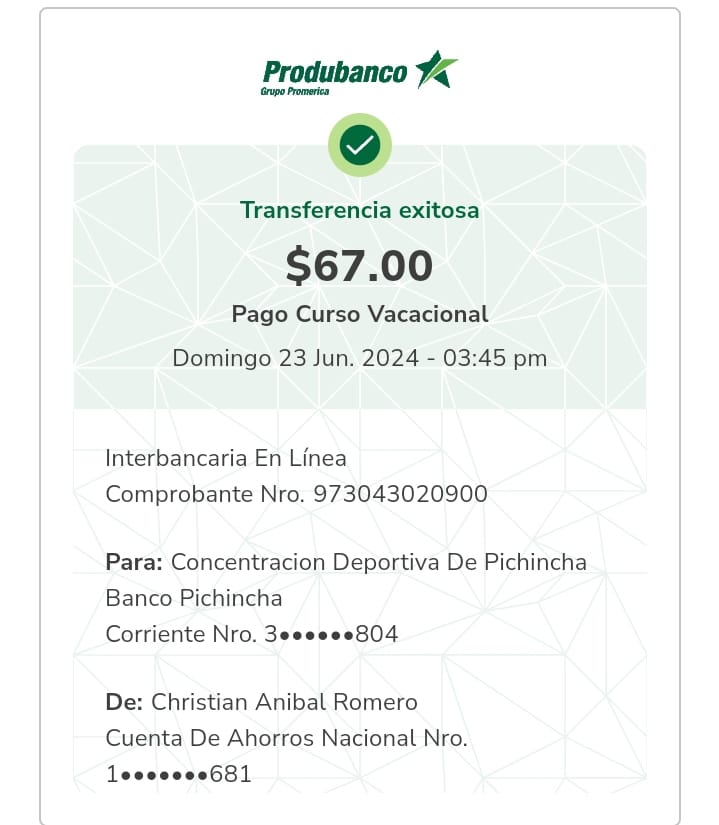 Produbanco
Grupo Promerica
Transferencia exitosa
$67.00
Pago Curso Vacacional
Domingo 23 Jun. 2024 - 03:45 pm
Interbancaria En Línea
Comprobante Nro. 973043020900
Para: Concentracion Deportiva De Pichincha
Banco Pichincha
Corriente Nro. 3●●●●●●804
De: Christian Anibal Romero
Cuenta De Ahorros Nacional Nro.
1●●●●●●●681